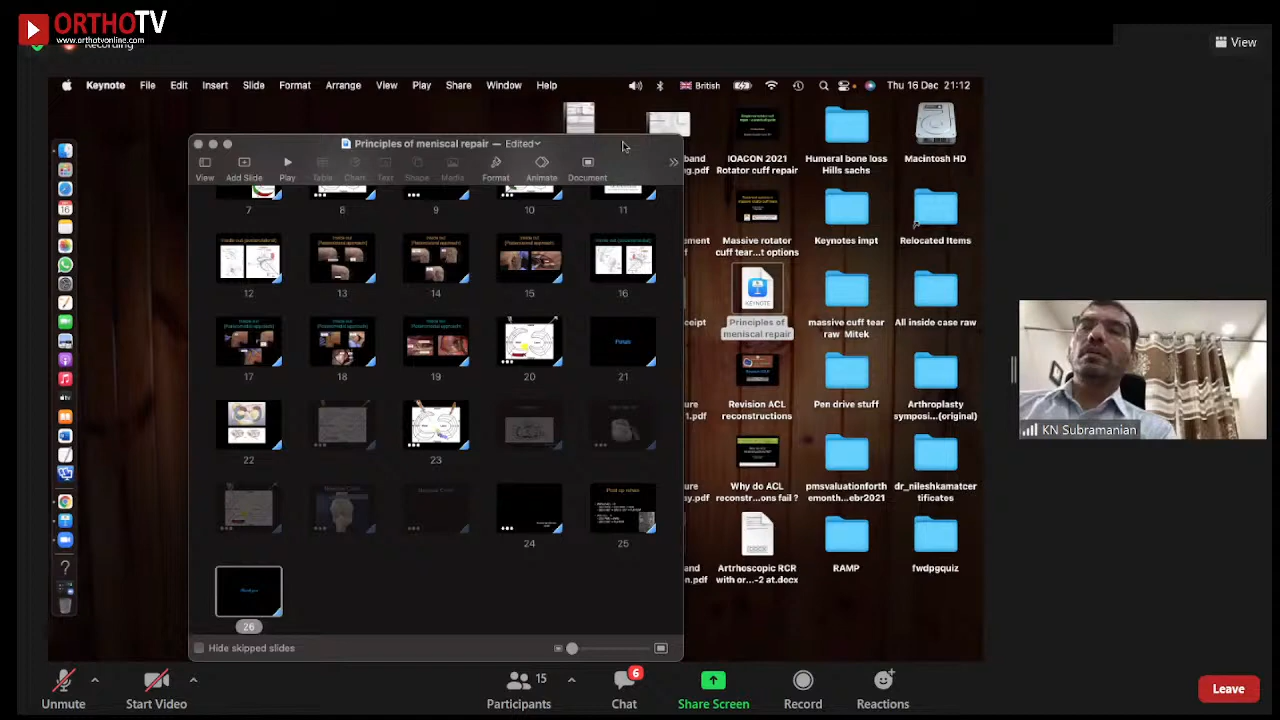 ORTHOTV
www.orthotvonline.com
Recording
View
Keynote File Edit Insert Slide Format Arrange View Play Share Window Help
British
Thu 16 Dec 21:12
Principles of meniscal repair — Edited
View Add Slide Play Table Text Shape Media Format Animate Document
7 8 9 10 11
12 13 14 15 16
17 18 19 20 21
22 23
24 25
26
Hide skipped slides
IOACON 2021
Rotator cuff repair
Humeral bone loss
Hills sachs
Macintosh HD
Massive rotator
cuff tear...t options
Keynotes impt
Relocated Items
KEYNOTE
Principles of
meniscal repair
massive cuff tear
raw Mitek
All inside case raw
Revision ACL
reconstructions
Pen drive stuff
Arthroplasty
symposi...(original)
Why do ACL
reconstr...ons fail ?
pmsvaluationforth
emonth...ebr2021
dr_nileshkamatcer
tificates
Artrhoscopic RCR
with or...-2 at.docx
RAMP
fwdpgquiz
KN Subramanian
Unmute
Start Video
15
Participants
6
Chat
Share Screen
Record
Reactions
Leave